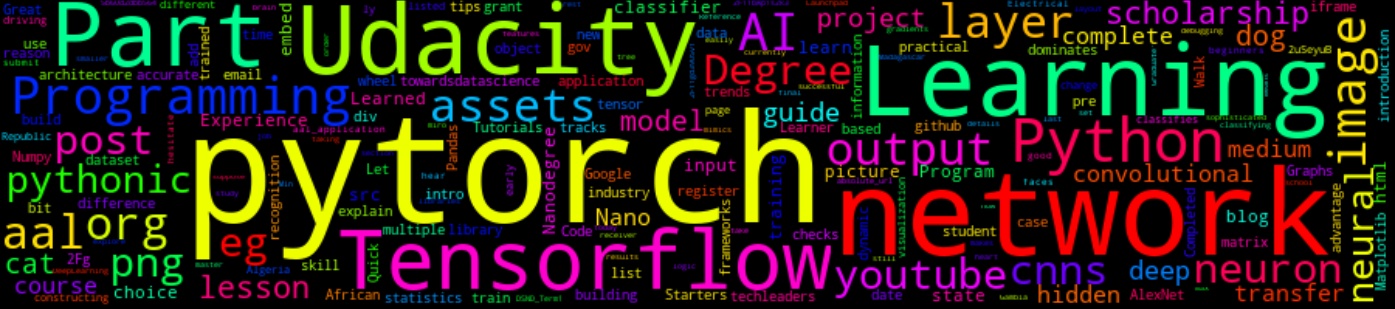 Great driving different listed tips grant classifier new data
Part Udacity AI project layer scholarship iframe
reason submit use time embed object gov learn practical complete dog
architecture accurate trained email wheel towardsdatascience application Degree trends information dominates 2uSeyuB Introduction
Programming Learned assets tensor guide Learning Walk image
build Experience div model page pre
Republic post Tutorials tracks Learner based github classifies classifying
Numpy dataset Pandas pytorch input output Python medium
pythonic Let hear Google picture Program convolutional Graphs
bit difference src intro industry register training faces
aal org recognition explain Nanodegree early Nano frameworks visualization network case blog advantage
eg multiple library Code checks dynamic student Completed matrix neural
cat 2Fg png Quick Tensorflow results youtube cnns deep neuron Matplotlib html
course Algeria skill list
constructing choice lesson African statistics train DSND_Term1 building Starters techleaders date state hidden AlexNet transfer